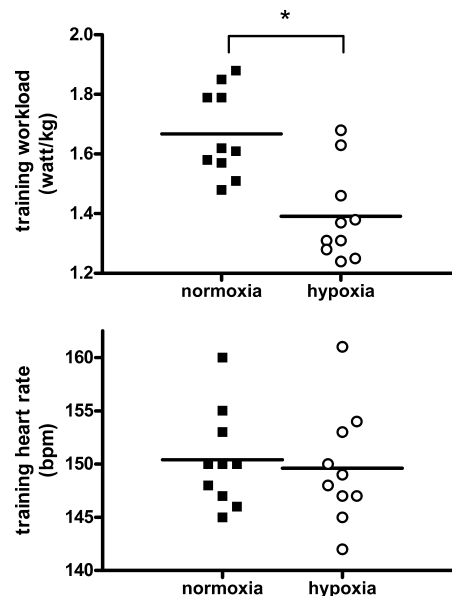 *
training workload
(watt/kg)
2.0
1.8
1.6
1.4
1.2
normoxia hypoxia
training heart rate
(bpm)
160
155
150
145
140
normoxia hypoxia